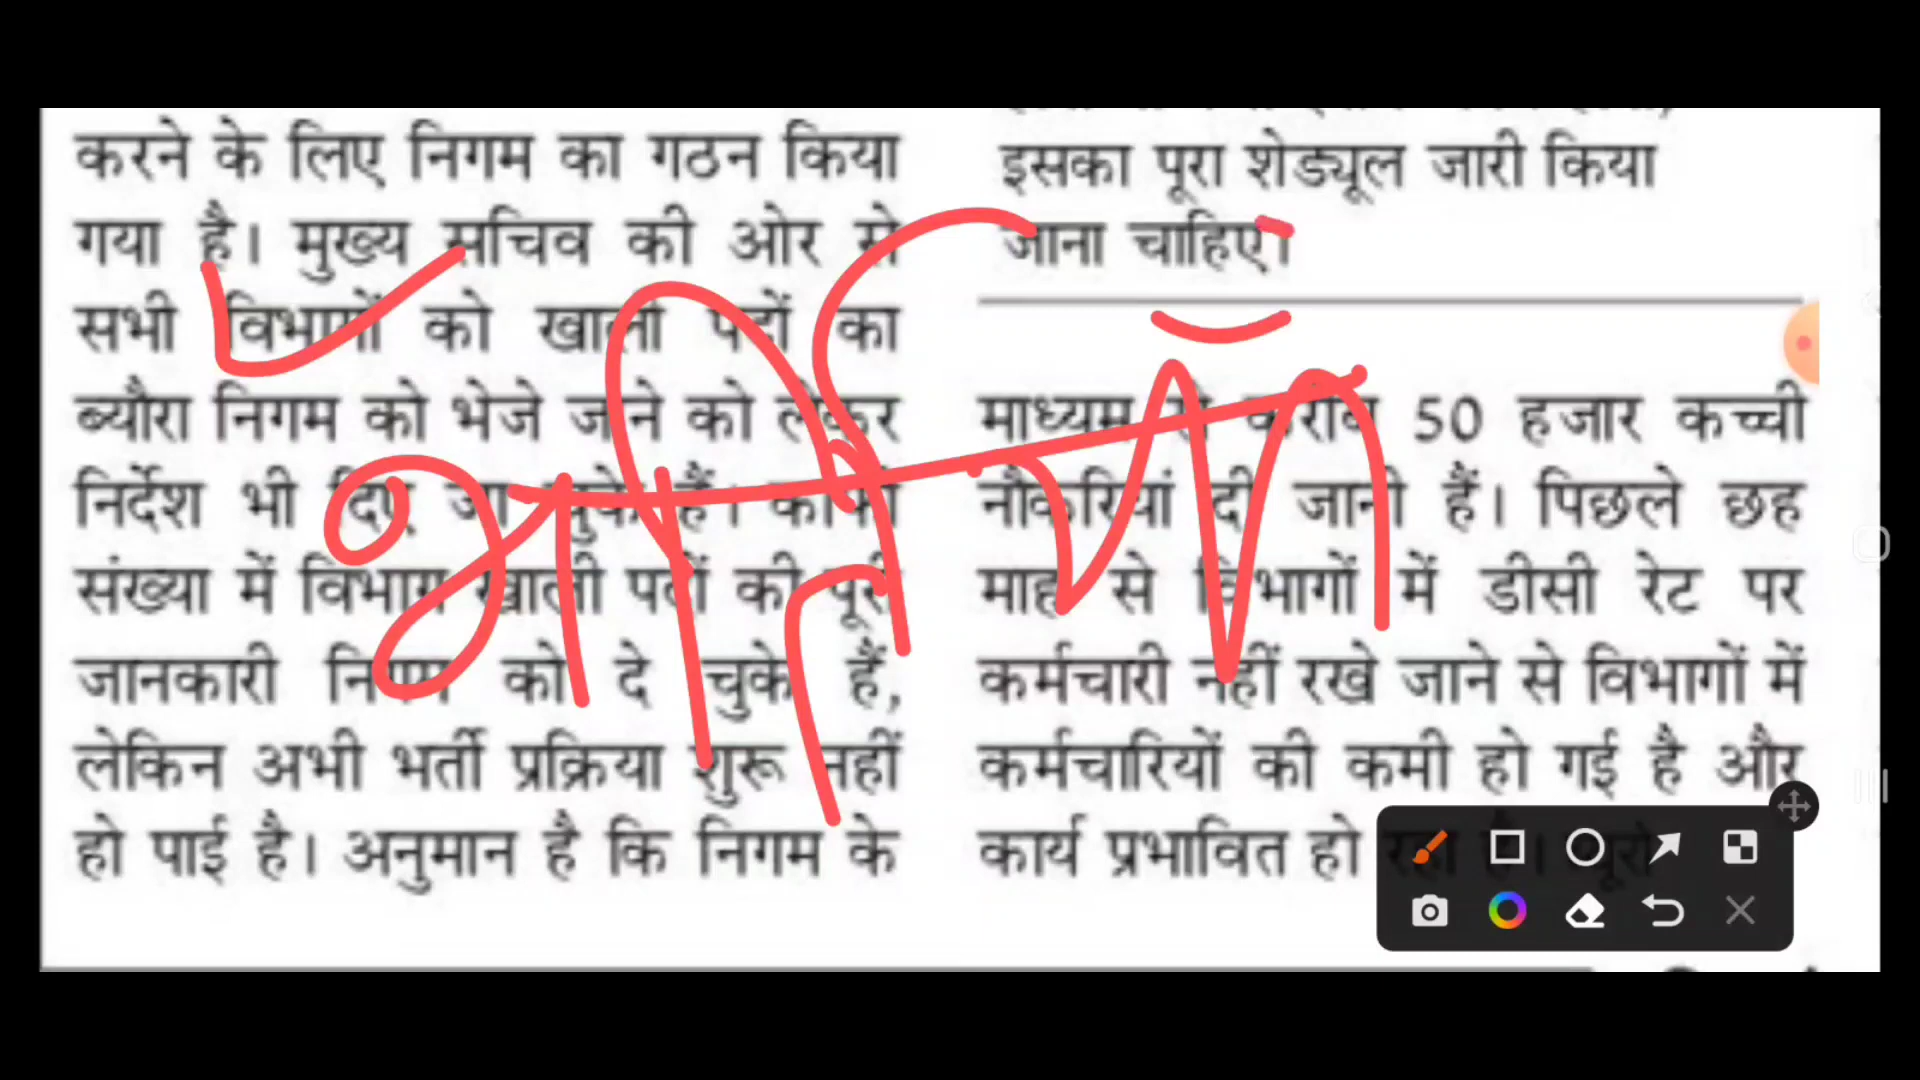 करने के लिए निगम का गठन किया
गया है। मुख्य सचिव की ओर से
सभी विभागों को खाली पदों का
ब्यौरा निगम को भेजे जाने को लेकर
निर्देश भी दिए जा चुके हैं। काफी
संख्या में विभाग खाली पदों की पूरी
जानकारी निगम को दे चुके हैं,
लेकिन अभी भर्ती प्रक्रिया शुरू नहीं
हो पाई है। अनुमान है कि निगम के
इसका पूरा शेड्यूल जारी किया
जाना चाहिए।
माध्यम से करीब 50 हजार कच्ची
नौकरियां दी जानी हैं। पिछले छह
माह से विभागों में डीसी रेट पर
कर्मचारी नहीं रखे जाने से विभागों में
कर्मचारियों की कमी हो गई है और
कार्य प्रभावित हो रहा है। ब्यूरो